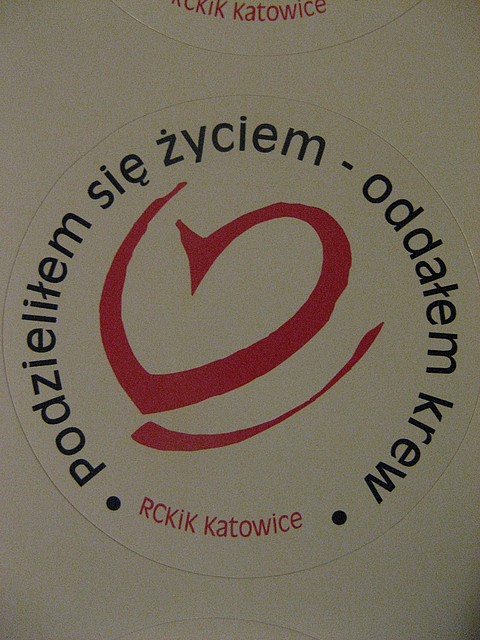 RCKiK Katowice
Podzieliłem się życiem - oddałem krew
RCKiK Katowice